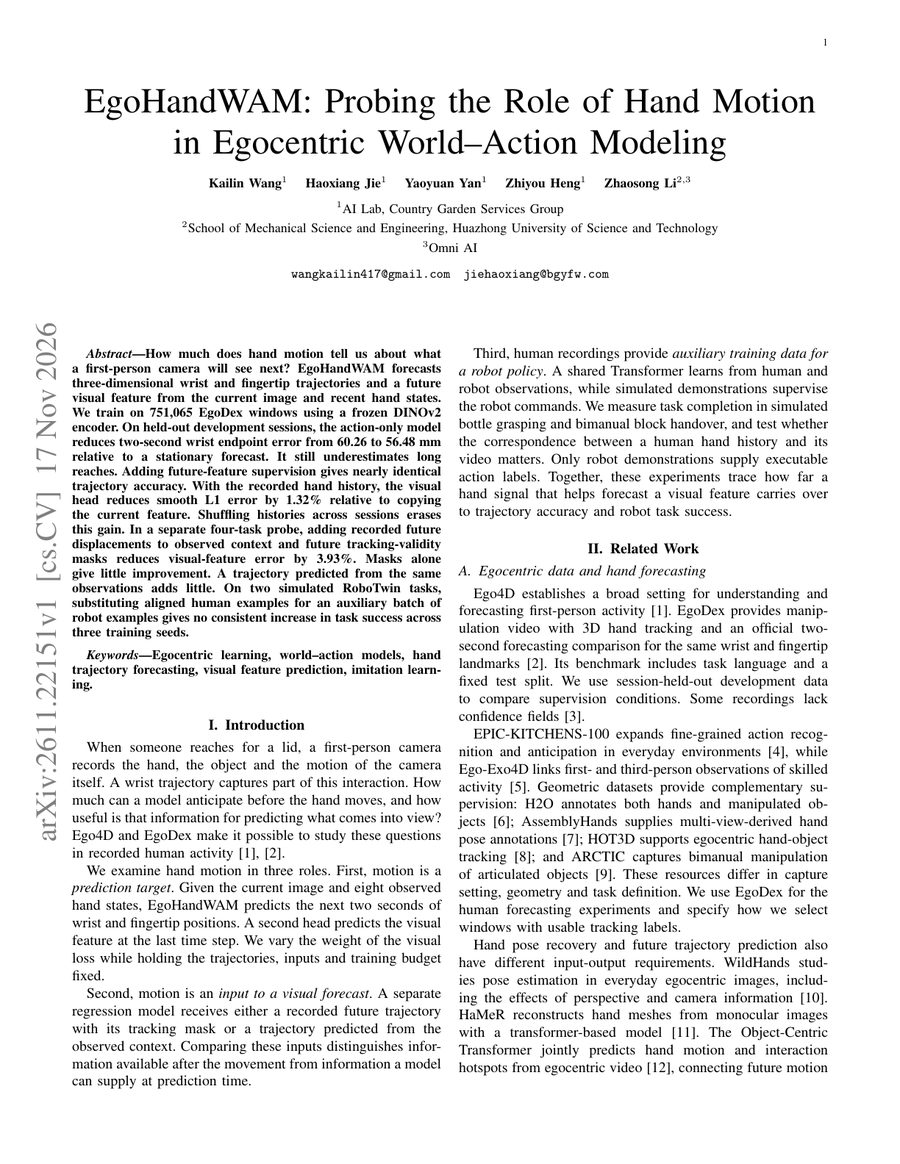 1
EgoHandWAM: Probing the Role of Hand Motion
in Egocentric World–Action Modeling
Kailin Wang1 Haoxiang Jie1 Yaoyuan Yan1 Zhiyou Heng1 Zhaosong Li2,3
1AI Lab, Country Garden Services Group
2School of Mechanical Science and Engineering, Huazhong University of Science and Technology
3Omni AI
wangkailin417@gmail.com jiehaoxiang@bgyfw.com
arXiv:2611.22151v1 [cs.CV] 17 Nov 2026
Abstract—How much does hand motion tell us about what
a first-person camera will see next? EgoHandWAM forecasts
three-dimensional wrist and fingertip trajectories and a future
visual feature from the current image and recent hand states.
We train on 751,065 EgoDex windows using a frozen DINOv2
encoder. On held-out development sessions, the action-only model
reduces two-second wrist endpoint error from 60.26 to 56.48 mm
relative to a stationary forecast. It still underestimates long
reaches. Adding future-feature supervision gives nearly identical
trajectory accuracy. With the recorded hand history, the visual
head reduces smooth L1 error by 1.32% relative to copying
the current feature. Shuffling histories across sessions erases
this gain. In a separate four-task probe, adding recorded future
displacements to observed context and future tracking-validity
masks reduces visual-feature error by 3.93%. Masks alone
give little improvement. A trajectory predicted from the same
observations adds little. On two simulated RoboTwin tasks,
substituting aligned human examples for an auxiliary batch of
robot examples gives no consistent increase in task success across
three training seeds.
Keywords—Egocentric learning, world–action models, hand
trajectory forecasting, visual feature prediction, imitation learn-
ing.
I. Introduction
When someone reaches for a lid, a first-person camera
records the hand, the object and the motion of the camera
itself. A wrist trajectory captures part of this interaction. How
much can a model anticipate before the hand moves, and how
useful is that information for predicting what comes into view?
Ego4D and EgoDex make it possible to study these questions
in recorded human activity [1], [2].
We examine hand motion in three roles. First, motion is a
prediction target. Given the current image and eight observed
hand states, EgoHandWAM predicts the next two seconds of
wrist and fingertip positions. A second head predicts the visual
feature at the last time step. We vary the weight of the visual
loss while holding the trajectories, inputs and training budget
fixed.
Second, motion is an input to a visual forecast. A separate
regression model receives either a recorded future trajectory
with its tracking mask or a trajectory predicted from the
observed context. Comparing these inputs distinguishes infor-
mation available after the movement from information a model
can supply at prediction time.
Third, human recordings provide auxiliary training data for
a robot policy. A shared Transformer learns from human and
robot observations, while simulated demonstrations supervise
the robot commands. We measure task completion in simulated
bottle grasping and bimanual block handover, and test whether
the correspondence between a human hand history and its
video matters. Only robot demonstrations supply executable
action labels. Together, these experiments trace how far a
hand signal that helps forecast a visual feature carries over
to trajectory accuracy and robot task success.
II. Related Work
A. Egocentric data and hand forecasting
Ego4D establishes a broad setting for understanding and
forecasting first-person activity [1]. EgoDex provides manip-
ulation video with 3D hand tracking and an official two-
second forecasting comparison for the same wrist and fingertip
landmarks [2]. Its benchmark includes task language and a
fixed test split. We use session-held-out development data
to compare supervision conditions. Some recordings lack
confidence fields [3].
EPIC-KITCHENS-100 expands fine-grained action recog-
nition and anticipation in everyday environments [4], while
Ego-Exo4D links first- and third-person observations of skilled
activity [5]. Geometric datasets provide complementary su-
pervision: H2O annotates both hands and manipulated ob-
jects [6]; AssemblyHands supplies multi-view-derived hand
pose annotations [7]; HOT3D supports egocentric hand-object
tracking [8]; and ARCTIC captures bimanual manipulation
of articulated objects [9]. These resources differ in capture
setting, geometry and task definition. We use EgoDex for the
human forecasting experiments and specify how we select
windows with usable tracking labels.
Hand pose recovery and future trajectory prediction also
have different input-output requirements. WildHands stud-
ies pose estimation in everyday egocentric images, includ-
ing the effects of perspective and camera information [10].
HaMeR reconstructs hand meshes from monocular images
with a transformer-based model [11]. The Object-Centric
Transformer jointly predicts hand motion and interaction
hotspots from egocentric video [12], connecting future motion